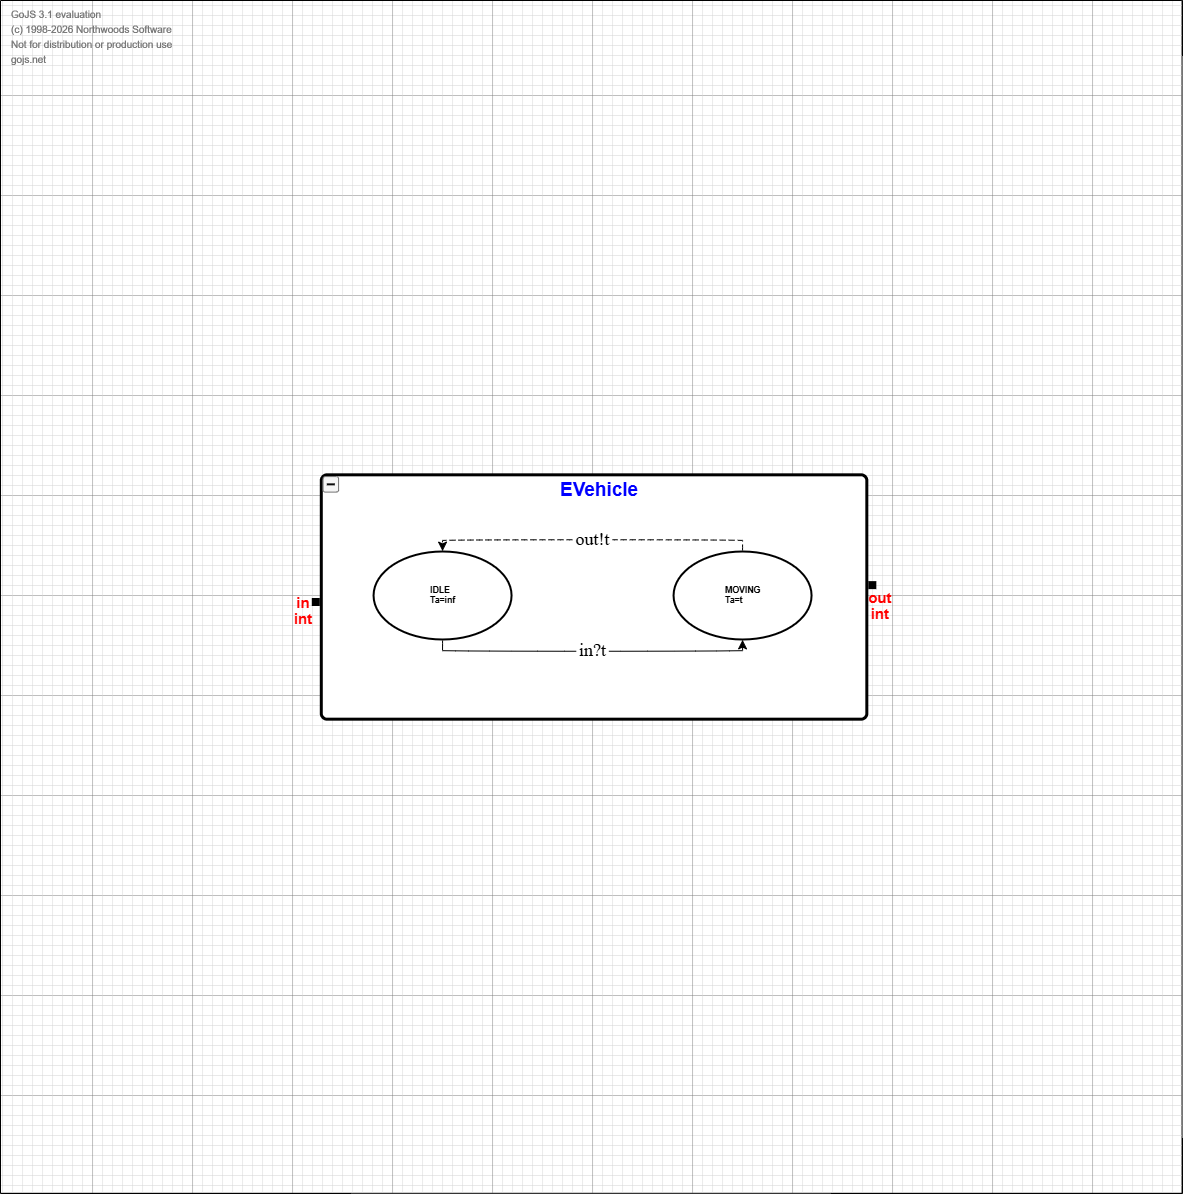 GoJS 3.1 evaluation
(c) 1998-2026 Northwoods Software
Not for distribution or production use
gojs.net
EVehicle
out!t
IDLE
Ta=inf
MOVING
Ta=t
in
int
out
int
in?t